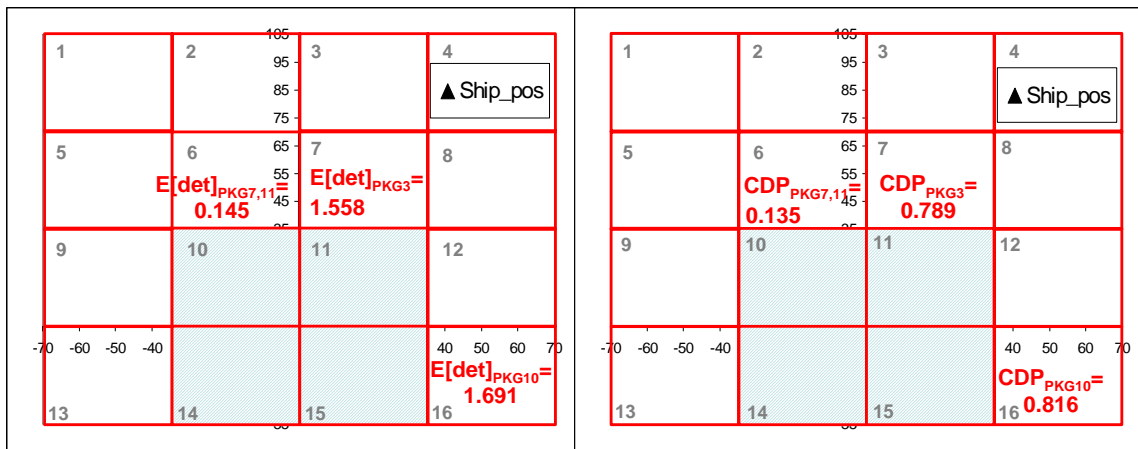 1 2 3 4
105
95
85
75
▲ Ship_pos
5 6 7 8
65
55
45
E[det]PKG7,11=
0.145
E[det]PKG3=
1.558
9 10 11 12
-70 -60 -50 -40 40 50 60 70
E[det]PKG10=
1.691
13 14 15 16
1 2 3 4
105
95
85
75
▲ Ship_pos
5 6 7 8
65
55
45
CDPPKG7,11=
0.135
CDPPKG3=
0.789
9 10 11 12
-70 -60 -50 -40 40 50 60 70
CDPPKG10=
0.816
13 14 15 16